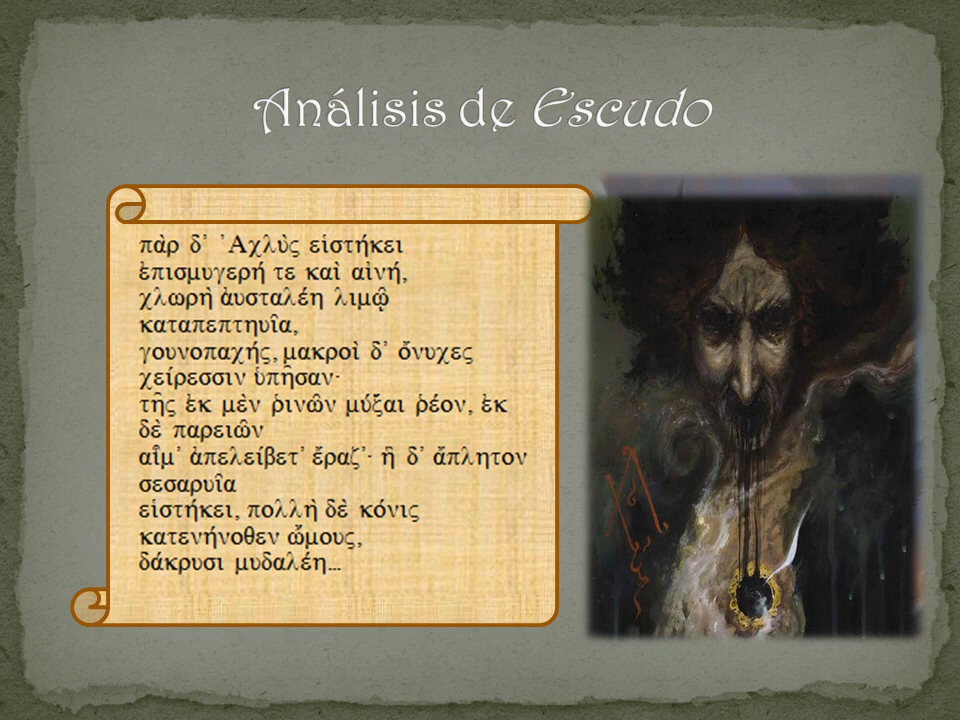 Análisis de Escudo
πὰρ δ᾽ ᾽Αχλὺς εἱστήκει
ἐπισμυγερή τε καὶ αἰνή,
χλωρὴ ἀυσταλέη λιμῷ
καταπεπτηυῖα,
γουνοπαχής, μακροὶ δ᾽ ὄνυχες
χείρεσσιν ὑπῆσαν·
τῆς ἐκ μὲν ῥινῶν μύξαι ῥέον, ἐκ
δὲ παρειῶν
αἷμ᾽ ἀπελείβετ᾽ ἔραζ᾽· ἣ δ᾽ ἄπλητον
σεσαρυῖα
εἱστήκει, πολλὴ δὲ κόνις
κατενήνοθεν ὤμους,
δάκρυσι μυδαλέη...